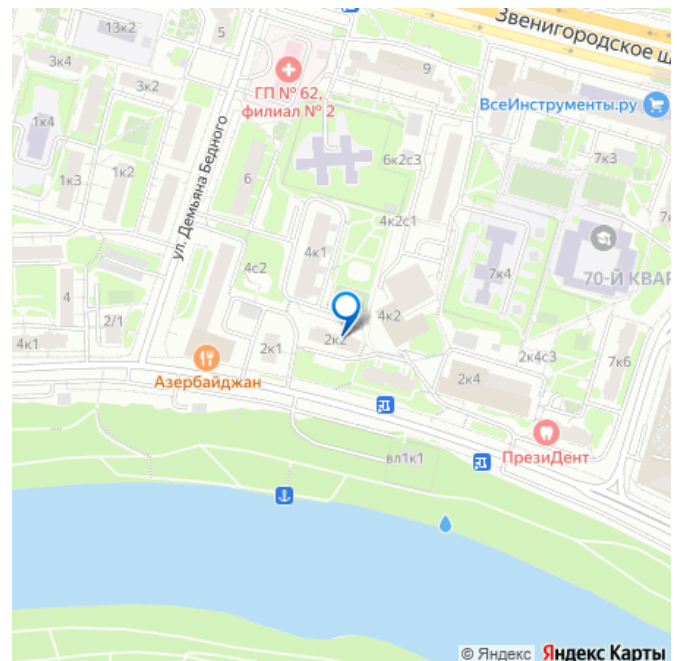 13к2
5
Звенигородское ш
3к4
3к2
ГП № 62,
филиал № 2
9
ВсеИнструменты.ру
1к4
ул. Демьяна Бедного
6к2с3
7к3
1к3
1к2
6
4к2с1
7к
4к1
4с2
7к4
70-Й КВАР
4
2/1
4к2
4к1
2к1
2к2
2к4с3
7к6
Азербайджан
2к4
ПрезиДент
вл1к1
© Яндекс Яндекс Карты